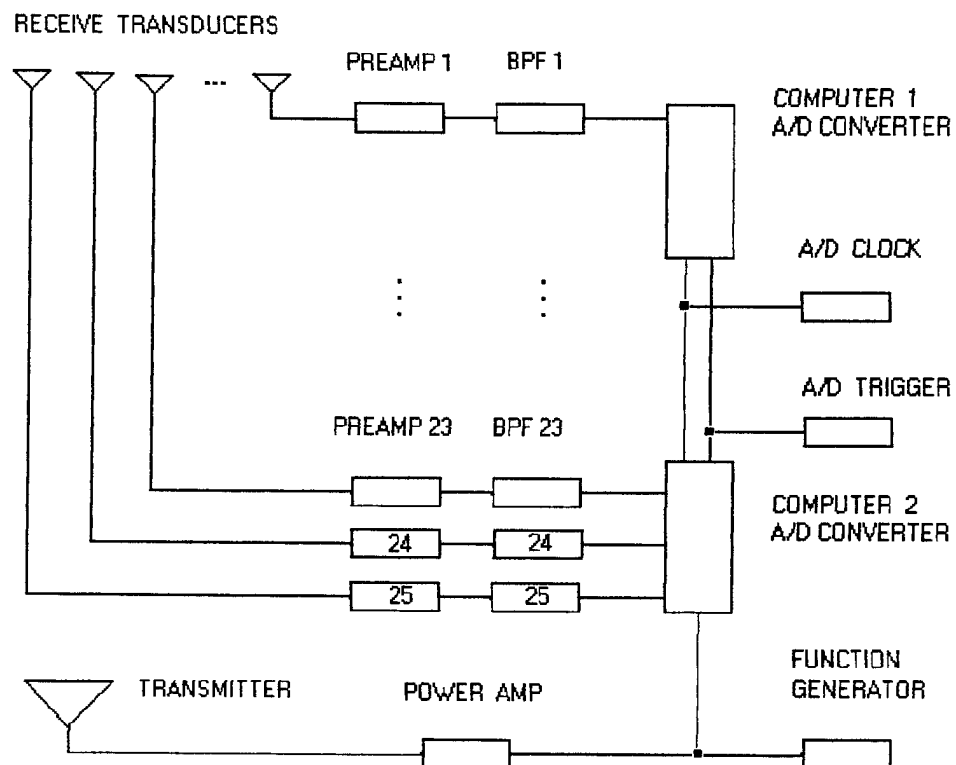 RECEIVE TRANSDUCERS
...
PREAMP 1
BPF 1
COMPUTER 1
A/D CONVERTER
A/D CLOCK
A/D TRIGGER
PREAMP 23
BPF 23
COMPUTER 2
A/D CONVERTER
24
24
25
25
TRANSMITTER
POWER AMP
FUNCTION
GENERATOR